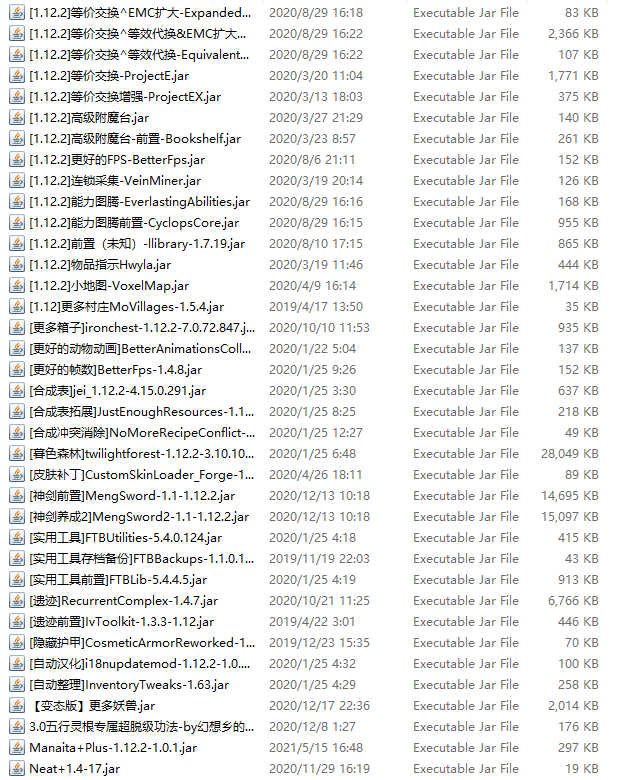 [1.12.2]等价交换^EMC扩大-Expanded... 2020/8/29 16:18 Executable Jar File 83 KB
[1.12.2]等价交换^等效代换&EMC扩大... 2020/8/29 16:22 Executable Jar File 2,366 KB
[1.12.2]等价交换^等效代换-Equivalent... 2020/8/29 16:22 Executable Jar File 107 KB
[1.12.2]等价交换-ProjectE.jar 2020/3/20 11:04 Executable Jar File 1,771 KB
[1.12.2]等价交换增强-ProjectEX.jar 2020/3/13 18:03 Executable Jar File 375 KB
[1.12.2]高级附魔台.jar 2020/3/27 21:29 Executable Jar File 140 KB
[1.12.2]高级附魔台-前置-Bookshelf.jar 2020/3/23 8:57 Executable Jar File 261 KB
[1.12.2]更好的FPS-BetterFps.jar 2020/8/6 21:11 Executable Jar File 152 KB
[1.12.2]连锁采集-VeinMiner.jar 2020/3/19 20:14 Executable Jar File 126 KB
[1.12.2]能力图腾-EverlastingAbilities.jar 2020/8/29 16:16 Executable Jar File 168 KB
[1.12.2]能力图腾前置-CyclopsCore.jar 2020/8/29 16:15 Executable Jar File 955 KB
[1.12.2]前置（未知）-llibrary-1.7.19.jar 2020/8/10 17:15 Executable Jar File 865 KB
[1.12.2]物品指示Hwyla.jar 2020/3/19 11:46 Executable Jar File 444 KB
[1.12.2]小地图-VoxelMap.jar 2020/4/9 16:14 Executable Jar File 1,714 KB
[1.12]更多村庄MoVillages-1.5.4.jar 2019/4/17 13:50 Executable Jar File 35 KB
[更多箱子]ironchest-1.12.2-7.0.72.847.j... 2020/10/10 11:53 Executable Jar File 935 KB
[更好的动物动画]BetterAnimationsColl... 2020/1/22 5:04 Executable Jar File 137 KB
[更好的帧数]BetterFps-1.4.8.jar 2020/1/25 9:26 Executable Jar File 152 KB
[合成表]jei_1.12.2-4.15.0.291.jar 2020/1/25 3:30 Executable Jar File 637 KB
[合成表拓展]JustEnoughResources-1.1... 2020/1/25 8:25 Executable Jar File 218 KB
[合成冲突消除]NoMoreRecipeConflict-... 2020/1/25 12:27 Executable Jar File 49 KB
[暮色森林]twilightforest-1.12.2-3.10.10... 2020/1/25 6:48 Executable Jar File 28,049 KB
[皮肤补丁]CustomSkinLoader_Forge-1... 2020/4/26 18:11 Executable Jar File 89 KB
[神剑前置]MengSword-1.1-1.12.2.jar 2020/12/13 10:18 Executable Jar File 14,695 KB
[神剑养成2]MengSword2-1.1-1.12.2.jar 2020/12/13 10:18 Executable Jar File 15,097 KB
[实用工具]FTBUtilities-5.4.0.124.jar 2020/1/25 4:18 Executable Jar File 415 KB
[实用工具存档备份]FTBBackups-1.1.0.1... 2019/11/19 22:03 Executable Jar File 43 KB
[实用工具前置]FTBLib-5.4.4.5.jar 2020/1/25 4:19 Executable Jar File 913 KB
[遗迹]RecurrentComplex-1.4.7.jar 2020/10/21 11:25 Executable Jar File 6,766 KB
[遗迹前置]IvToolkit-1.3.3-1.12.jar 2019/4/22 3:01 Executable Jar File 446 KB
[隐藏护甲]CosmeticArmorReworked-1... 2019/12/23 15:35 Executable Jar File 70 KB
[自动汉化]i18nupdatemod-1.12.2-1.0.... 2020/1/25 4:32 Executable Jar File 100 KB
[自动整理]InventoryTweaks-1.63.jar 2020/1/25 4:29 Executable Jar File 258 KB
【变态版】更多妖兽.jar 2020/12/17 22:36 Executable Jar File 2,014 KB
3.0五行灵根专属超脱级功法-by幻想乡的... 2020/12/8 1:27 Executable Jar File 176 KB
Manaita+Plus-1.12.2-1.0.1.jar 2021/5/15 16:48 Executable Jar File 297 KB
Neat+1.4-17.jar 2020/11/29 16:19 Executable Jar File 19 KB